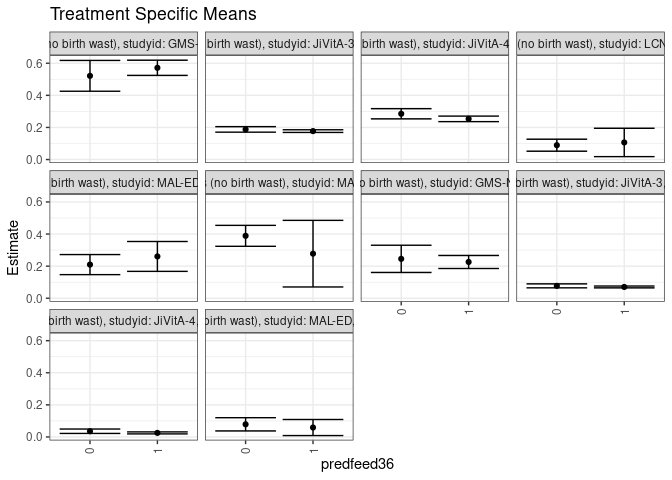 Treatment Specific Means
no birth wast), studyid: GMS-
birth wast), studyid: JiVitA-3
birth wast), studyid: JiVitA-4
(no birth wast), studyid: LCN
0.6
0.4
0.2
0.0
birth wast), studyid: MAL-ED
(no birth wast), studyid: MA
o birth wast), studyid: GMS-N
birth wast), studyid: JiVitA-3,
0.6
0.4
0.2
0.0
0 1
0 1
birth wast), studyid: JiVitA-4
birth wast), studyid: MAL-ED,
0.6
0.4
0.2
0.0
0 1
0 1
Estimate
predfeed36